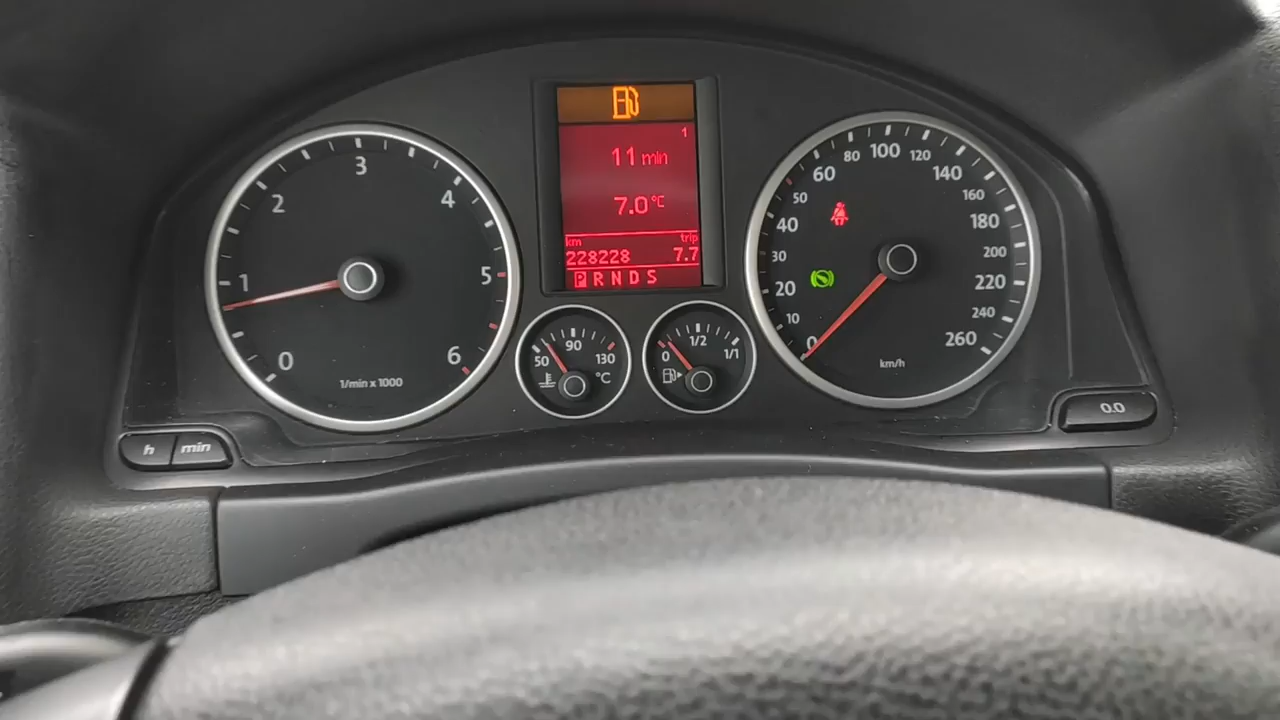 1
11 min
7.0°C
km trip
228228 7.7
P R N D S
0 1 2 3 4 5 6
1/min x 1000
50 90 130
°C
0 1/2 1/1
0 10 20 30 40 50 60 80 100 120 140 160 180 200 220 240 260
km/h
h min
0.0